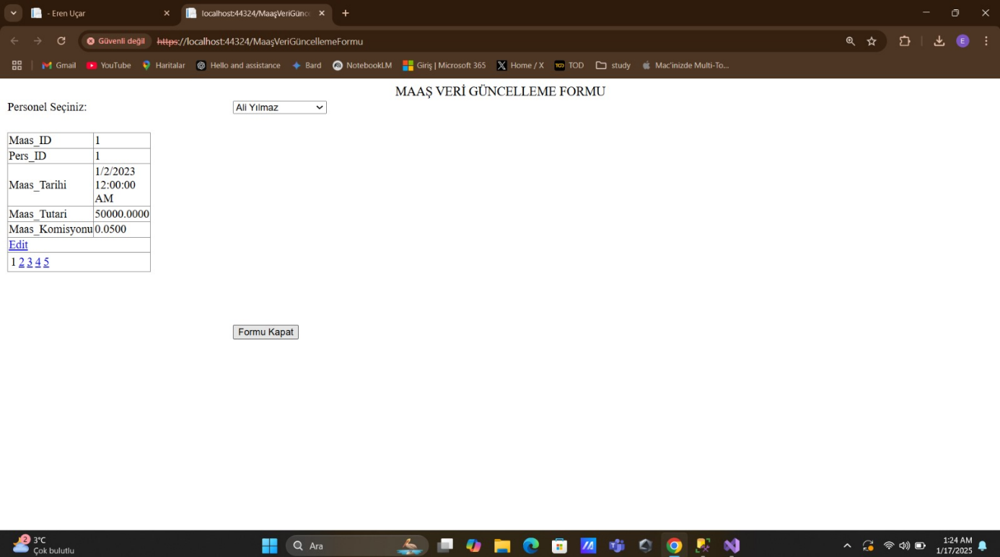 - Eren Uçar
localhost:44324/MaaşVeriGünce
Güvenli değil https://localhost:44324/MaaşVeriGüncellemeFormu
E
Gmail YouTube Haritalar Hello and assistance Bard NotebookLM Giriş | Microsoft 365 Home / X TOD study Mac'inizde Multi-To...
MAAŞ VERİ GÜNCELLEME FORMU
Personel Seçiniz: Ali Yılmaz
Maas_ID 1
Pers_ID 1
Maas_Tarihi 1/2/2023 12:00:00 AM
Maas_Tutari 50000.0000
Maas_Komisyonu 0.0500
Edit
1 2 3 4 5
Formu Kapat
2 3°C
Çok bulutlu
Ara
1:24 AM
1/17/2025